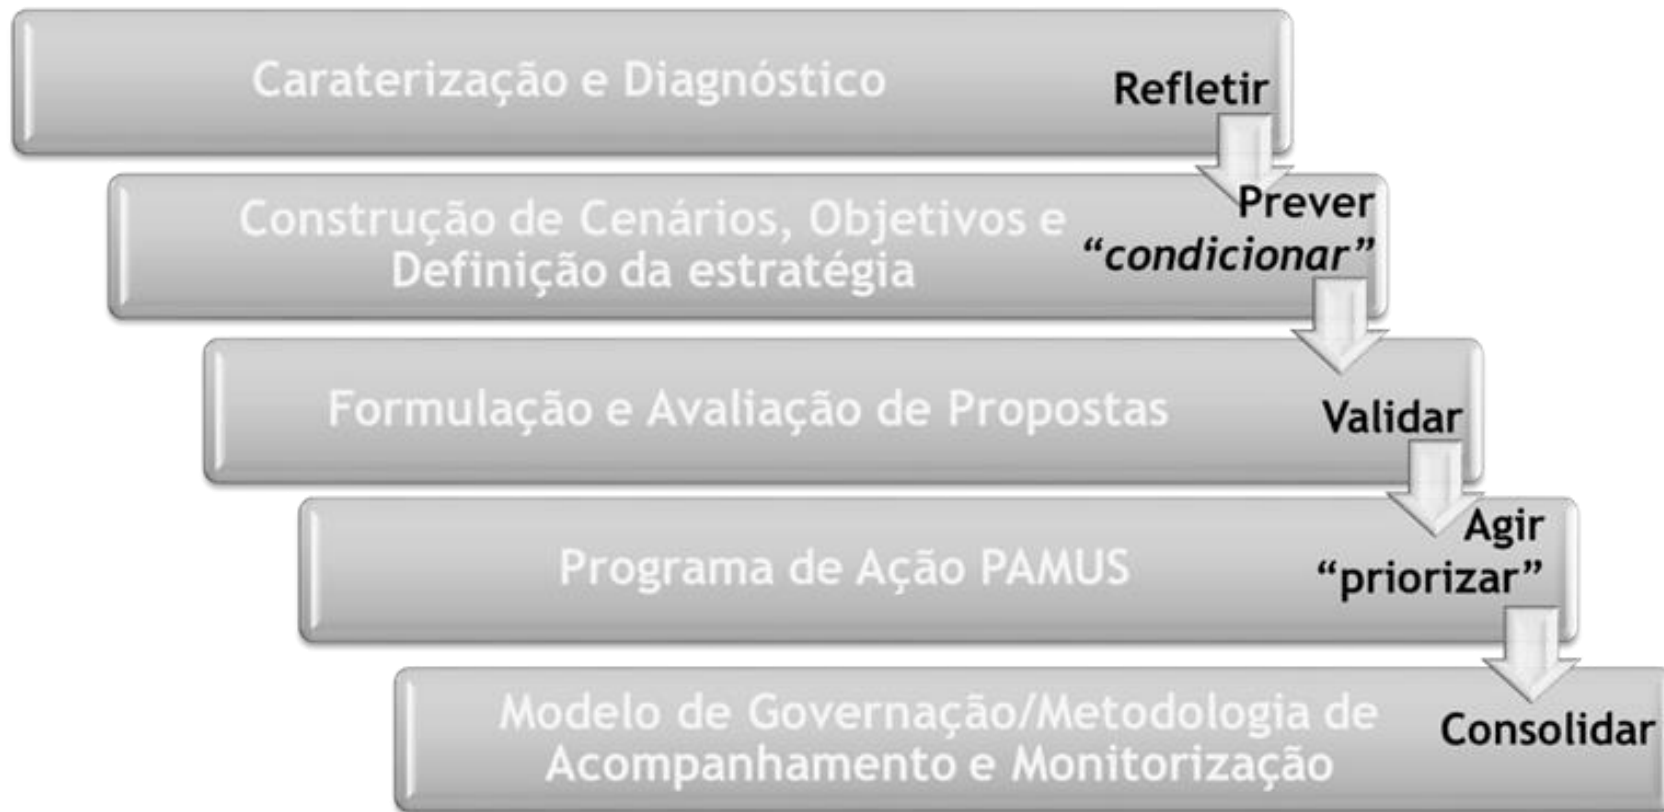 Caraterização e Diagnóstico
Refletir
Construção de Cenários, Objetivos e
Definição da estratégia
Prever
“condicionar”
Formulação e Avaliação de Propostas
Validar
Programa de Ação PAMUS
Agir
“priorizar”
Modelo de Governação/Metodologia de
Acompanhamento e Monitorização
Consolidar